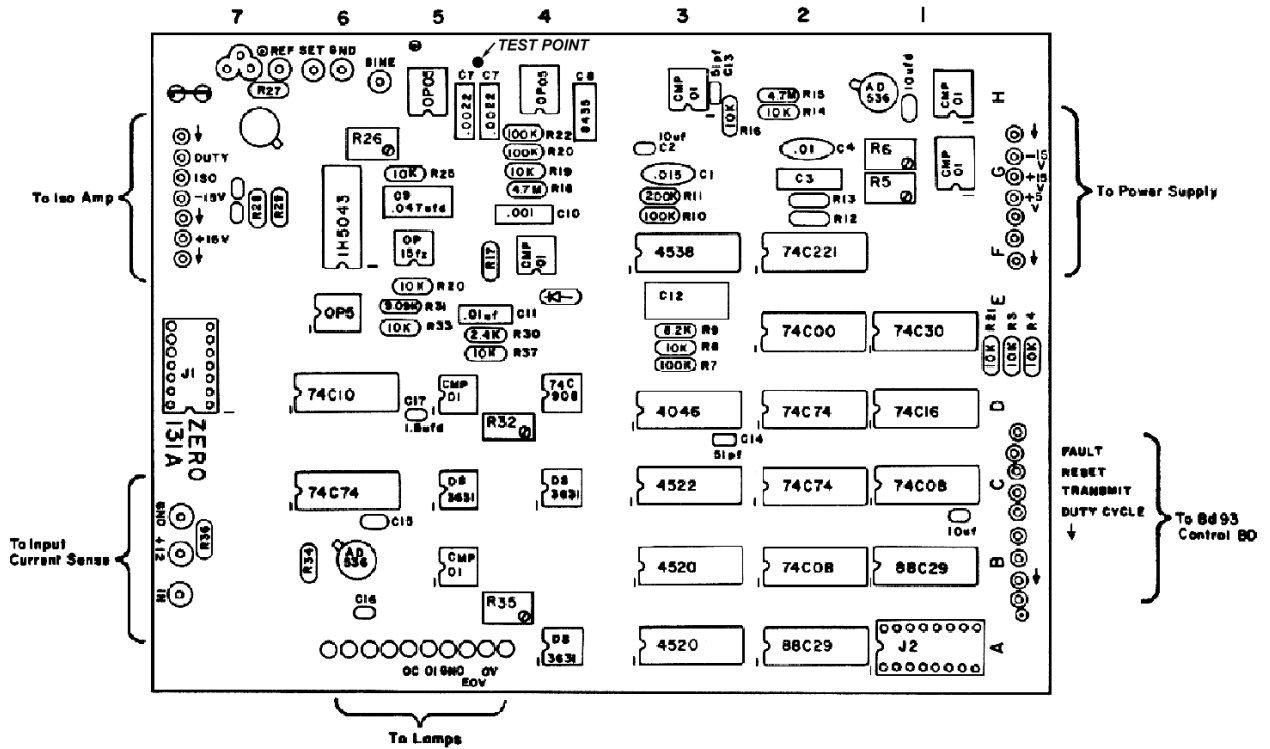 7 6 5 4 3 2 1
REF SET GND
SINE
TEST POINT
R27
OP05
C7 C7
.0022 .0022
OP05
C8
8435
CMP 01
51pf C13
10K
R16
4.7M R15
10K R14
AD 536
10ufd
CMP 01
H
To Iso Amp
↓
DUTY
ISO
-15V
↓
+15V
↓
R28 R29
R26
1H5043
10K R25
C9
.047ufd
OP 15fz
100K R22
100K R20
10K R19
4.7M R18
.001 C10
R17
CMP 01
10uf
C2
.015 C1
200K R11
100K R10
.01 C4
C3
R13
R12
R6
R5
CMP 01
G
↓
-15 V
+15 V
+5 V
↓
To Power Supply
F
4538
74C221
10K R20
9.09K R31
10K R33
OP5
.01uf C11
2.4K R30
10K R37
C12
8.2K R9
10K R8
100K R7
74C00
74C30
E
10K R21
10K R3
10K R4
J1
ZERO
131A
74C10
C17
1.8ufd
CMP 01
R32
74C 908
4046
C14
51pf
74C74
74C16
D
74C74
C15
DS 3631
DS 3631
4522
74C74
74C08
10uf
C
FAULT
RESET
TRANSMIT
DUTY CYCLE
↓
To Bd 93
Control BD
To Input
Current Sense
GND
+12
IN
R36
R34
AD 536
C16
CMP 01
R35
4520
74C08
88C29
B
↓
DS 3631
4520
88C29
J2
A
OC OI GND OV
EOV
To Lamps